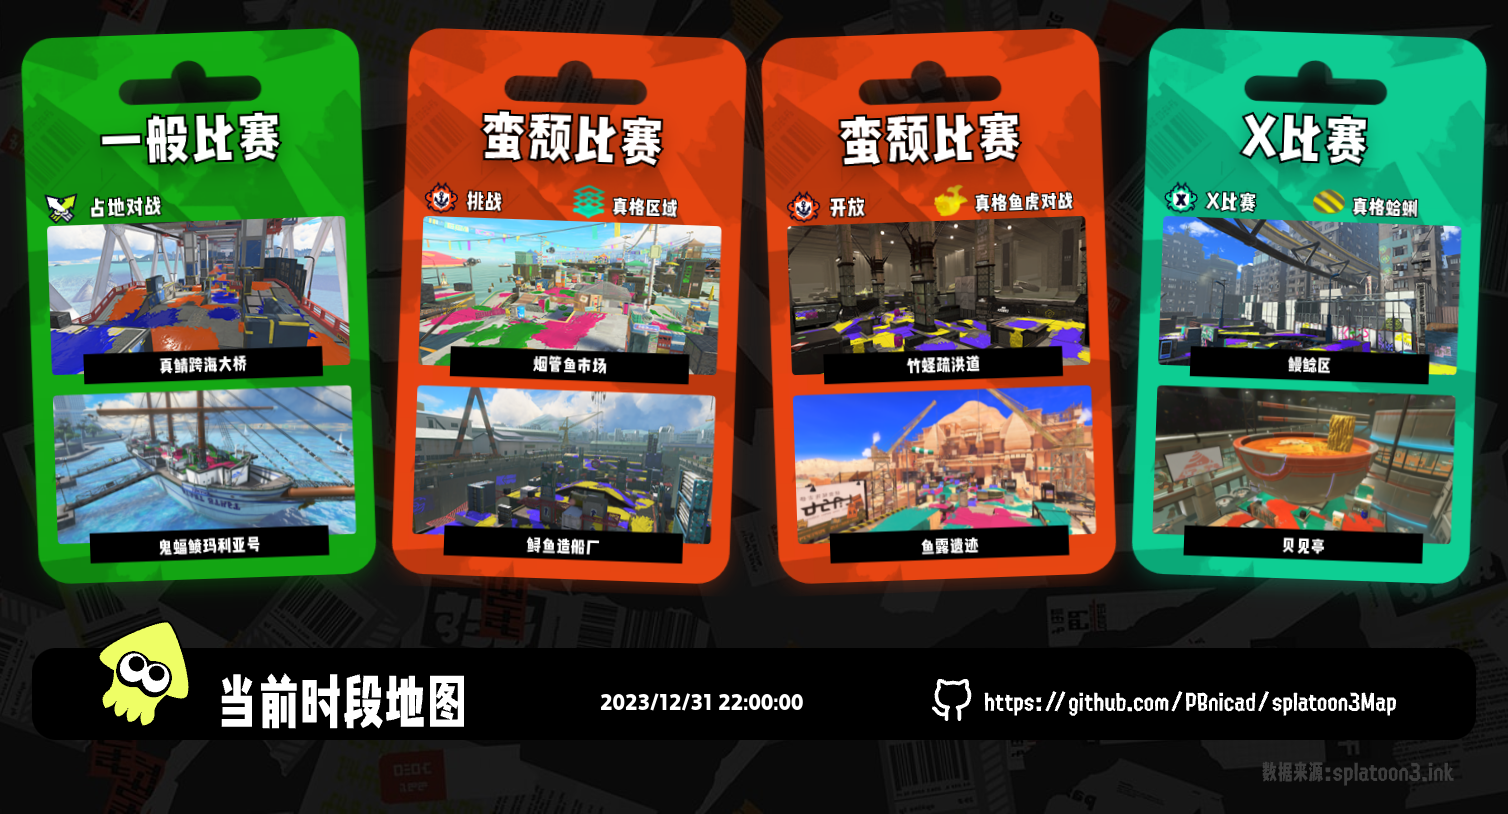 一般比赛
占地对战
真鲭跨海大桥
鬼蝠鲼玛利亚号
蛮颓比赛
挑战
真格区域
烟管鱼市场
鲟鱼造船厂
蛮颓比赛
开放
真格鱼虎对战
竹蛏疏洪道
鱼露遗迹
X比赛
X比赛
真格蛤蜊
鳗鲶区
贝见亭
当前时段地图
2023/12/31 22:00:00
https://github.com/PBnicad/splatoon3Map
数据来源:splatoon3.ink